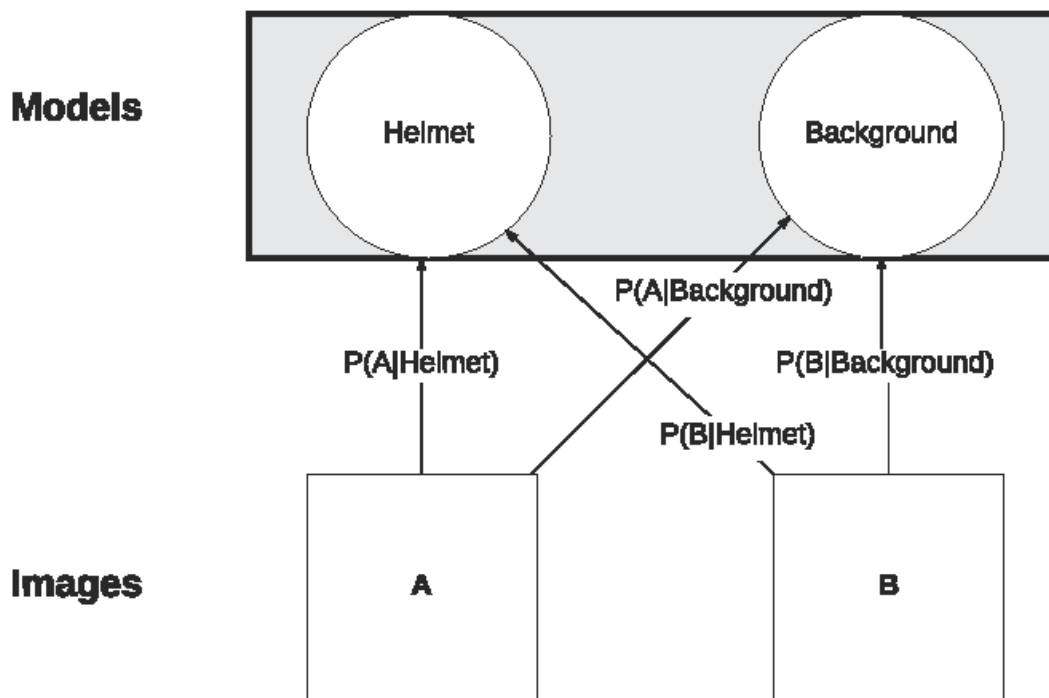 Models
Helmet
Background
P(A|Background)
P(A|Helmet)
P(B|Background)
P(B|Helmet)
Images
A
B